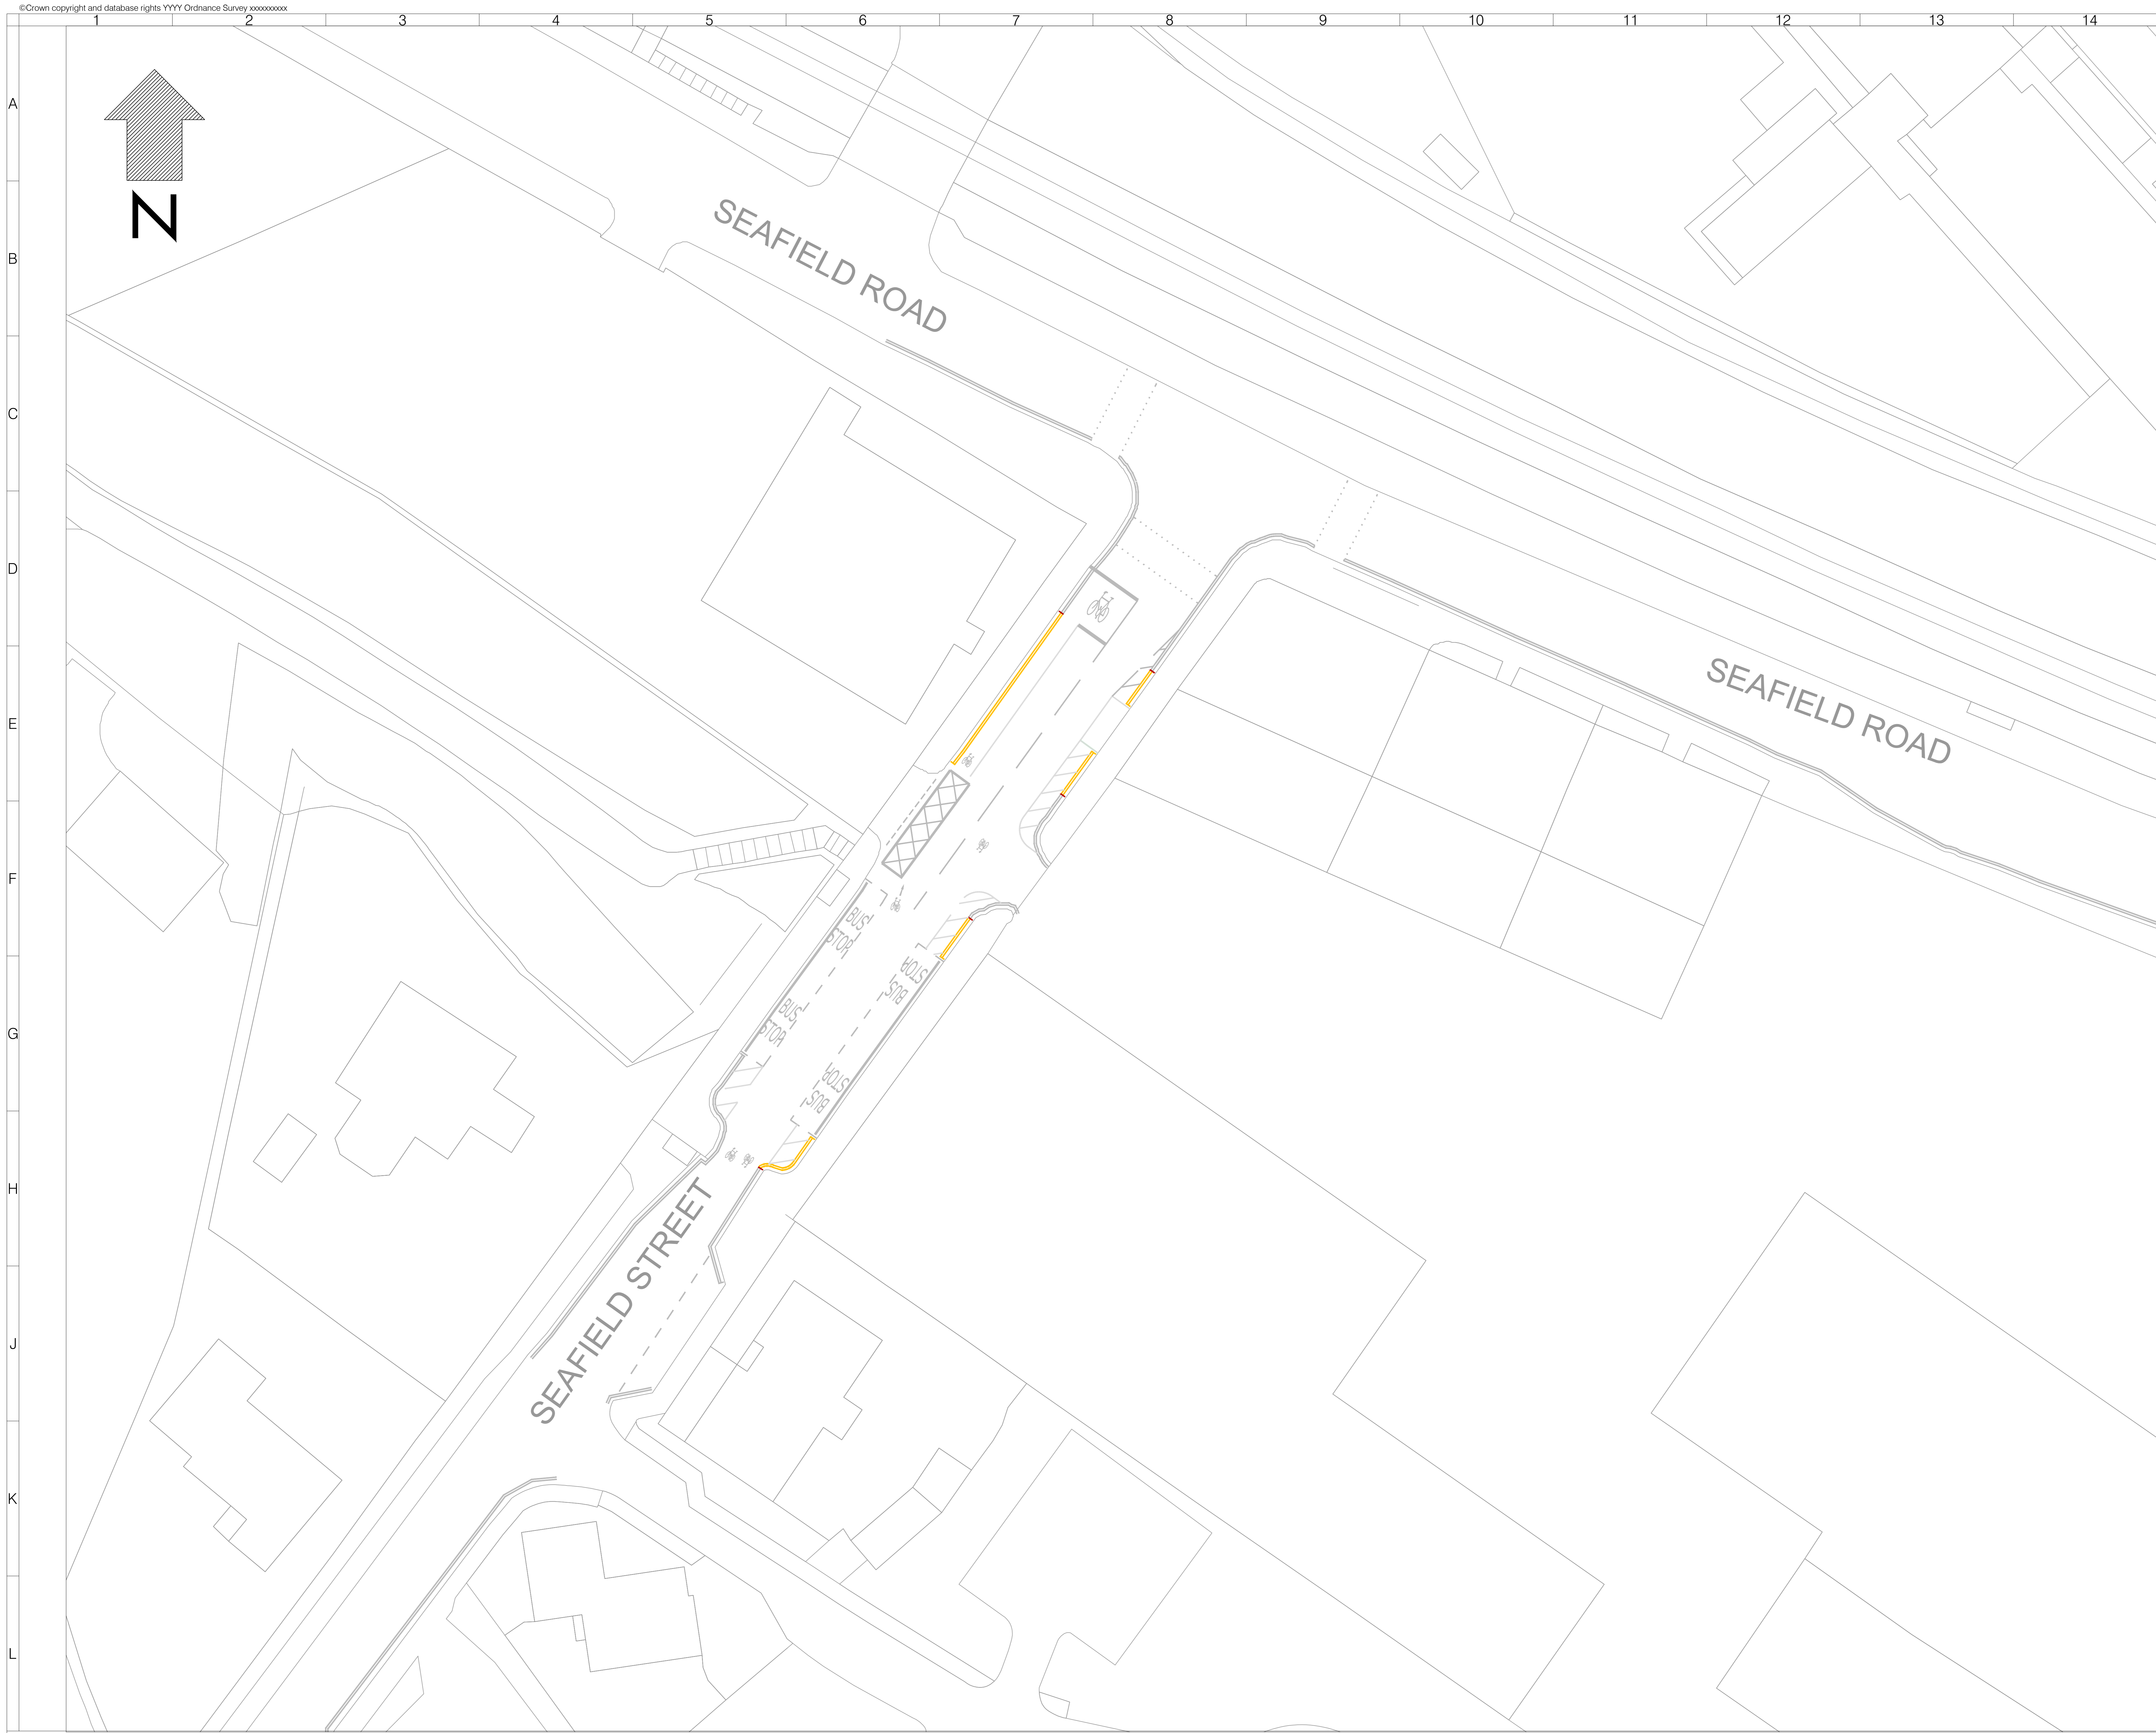 ©Crown copyright and database rights YYYY Ordnance Survey xxxxxxxxxx
1 2 3 4 5 6 7 8 9 10 11 12 13 14
A
N
B
SEAFIELD ROAD
C
D
E
SEAFIELD ROAD
F
BUS
STOP
BUS
STOP
G
BUS
STOP
BUS
STOP
H
SEAFIELD STREET
J
K
L